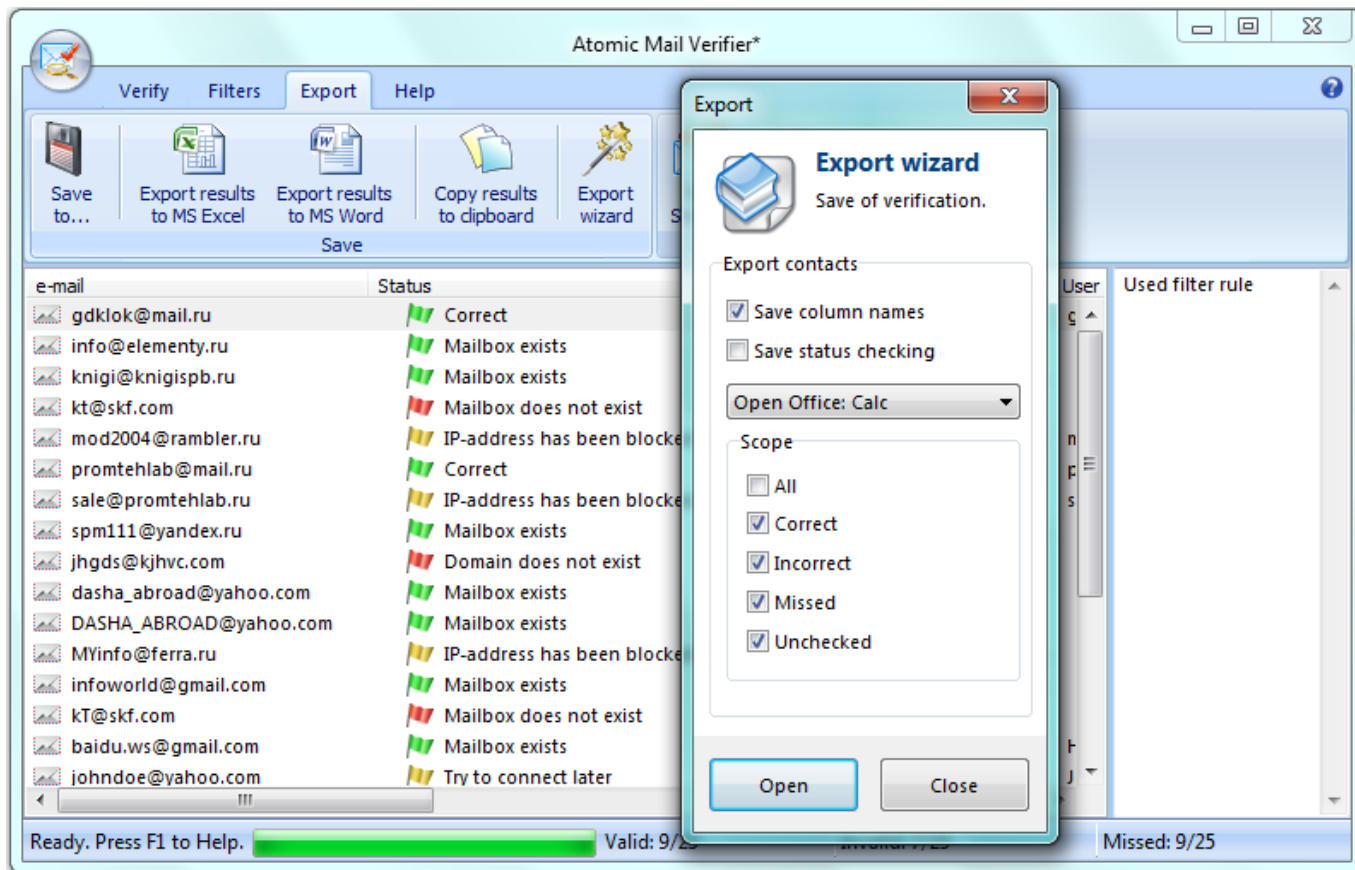 Atomic Mail Verifier*
Verify Filters Export Help
Save to...
Export results to MS Excel
Export results to MS Word
Copy results to clipboard
Export wizard
Save
e-mail Status User
gdklok@mail.ru Correct
info@elementy.ru Mailbox exists
knigi@knigispb.ru Mailbox exists
kt@skf.com Mailbox does not exist
mod2004@rambler.ru IP-address has been blocke
promtehlab@mail.ru Correct
sale@promtehlab.ru IP-address has been blocke
spm111@yandex.ru Mailbox exists
jhgds@kjhvc.com Domain does not exist
dasha_abroad@yahoo.com Mailbox exists
DASHA_ABROAD@yahoo.com Mailbox exists
MYinfo@ferra.ru IP-address has been blocke
infoworld@gmail.com Mailbox exists
kT@skf.com Mailbox does not exist
baidu.ws@gmail.com Mailbox exists
johndoe@yahoo.com Try to connect later
Used filter rule
Export
Export wizard
Save of verification.
Export contacts
Save column names
Save status checking
Open Office: Calc
Scope
All
Correct
Incorrect
Missed
Unchecked
Open Close
Ready. Press F1 to Help. Valid: Missed: 9/25